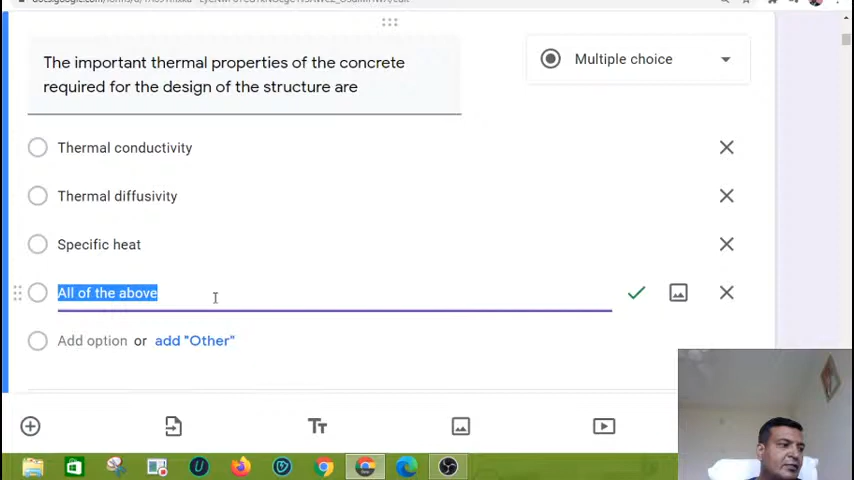 The important thermal properties of the concrete
required for the design of the structure are
Multiple choice
Thermal conductivity
Thermal diffusivity
Specific heat
All of the above
Add option or add "Other"